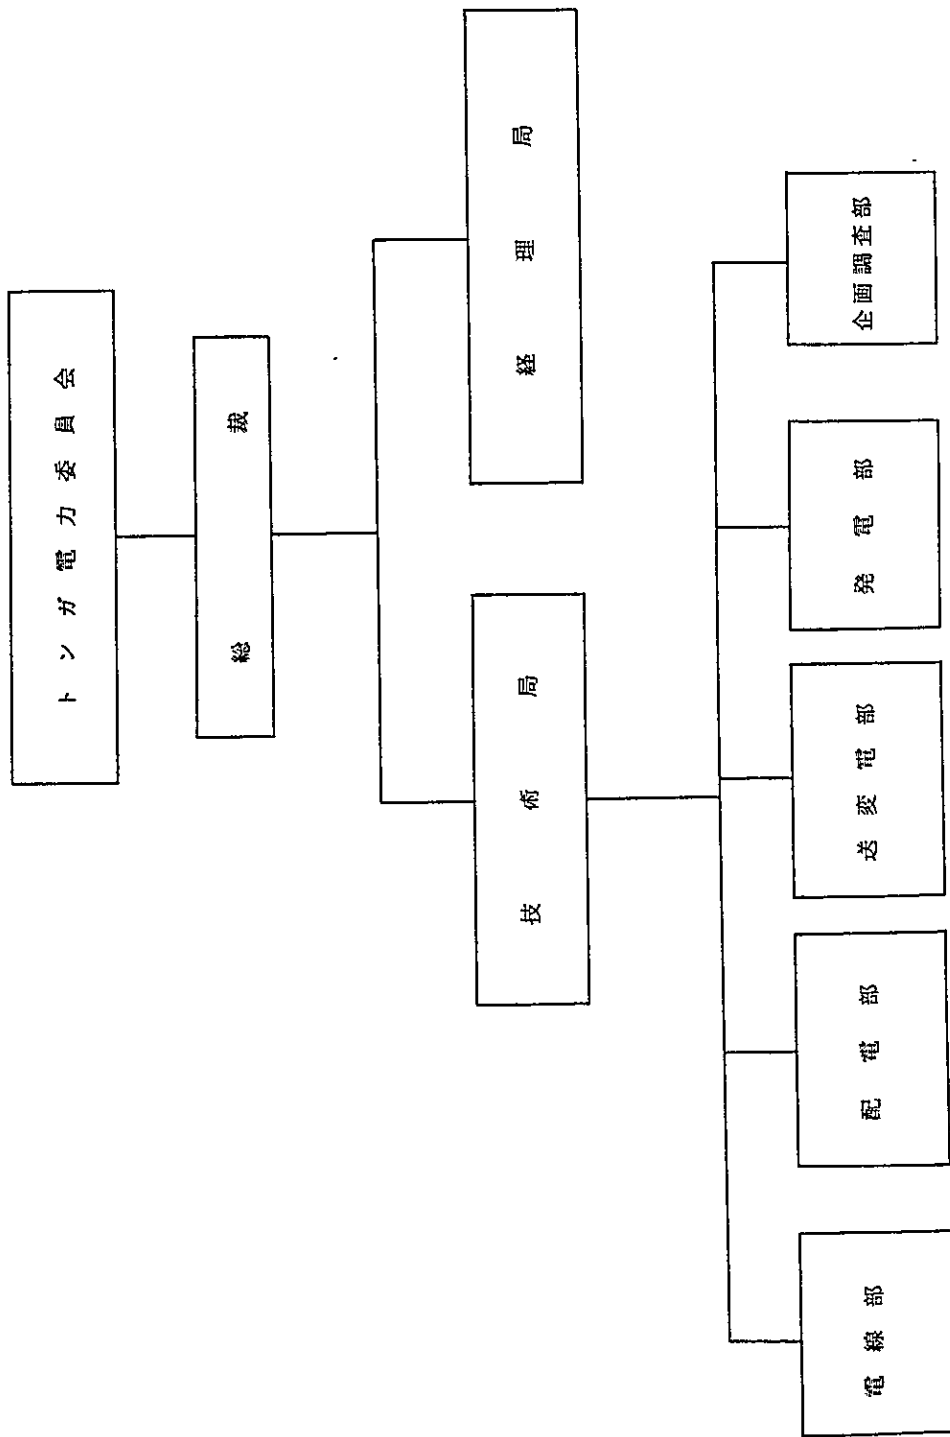 トンガ電力委員会
総裁
技術局
経理局
電線部
配電部
送変電部
発電部
企画調査部